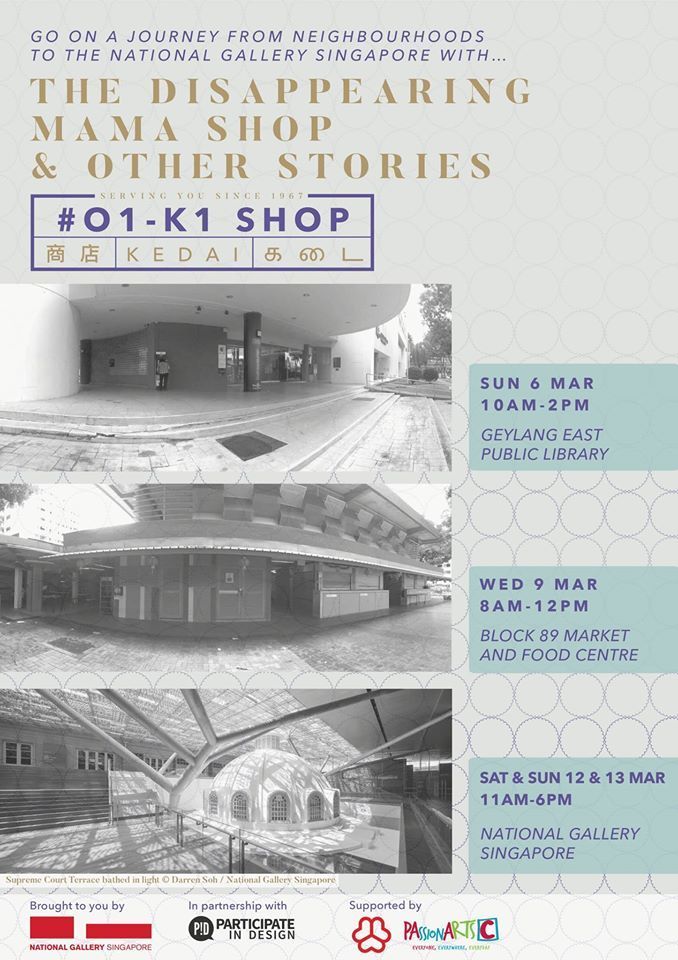 GO ON A JOURNEY FROM NEIGHBOURHOODS
TO THE NATIONAL GALLERY SINGAPORE WITH...
THE DISAPPEARING
MAMA SHOP
& OTHER STORIES
SERVING YOU SINCE 1967
#01-K1 SHOP
商店 KEDAI கடை
SUN 6 MAR
10AM-2PM
GEYLANG EAST
PUBLIC LIBRARY
WED 9 MAR
8AM-12PM
BLOCK 89 MARKET
AND FOOD CENTRE
SAT & SUN 12 & 13 MAR
11AM-6PM
NATIONAL GALLERY
SINGAPORE
Supreme Court Terrace bathed in light © Darren Soh / National Gallery Singapore
Brought to you by
NATIONAL GALLERY SINGAPORE
In partnership with
P!D PARTICIPATE
IN DESIGN
Supported by
PASSIONARTS C
EVERYONE, EVERYWHERE, EVERYDAY